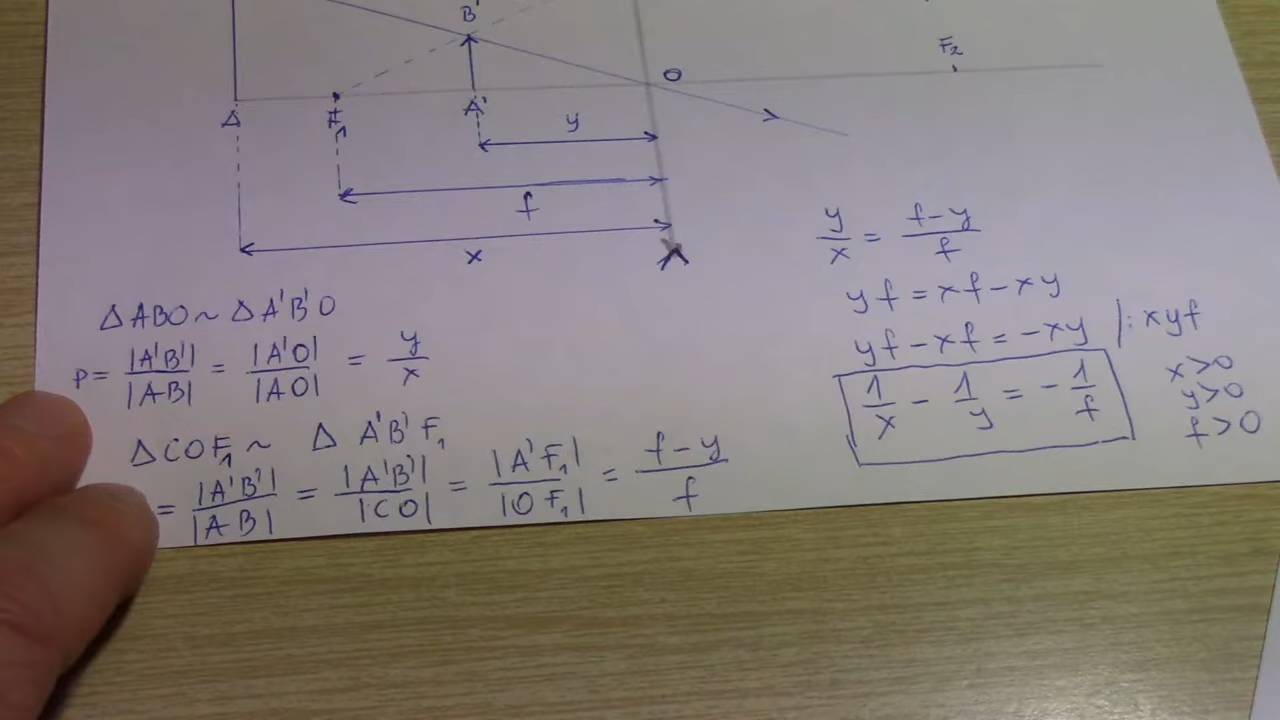 B'
O
F₂
A
F₁
A'
y
f
x
ΔABO ~ ΔA'B'O
p = |A'B'| / |AB| = |A'O| / |AO| = y / x
ΔCOF₁ ~ Δ A'B'F₁
= |A'B'| / |AB| = |A'B'| / |CO| = |A'F₁| / |OF₁| = f-y / f
y / x = f-y / f
yf = xf - xy
yf - xf = -xy |: xyf
1/x - 1/y = - 1/f
x>0
y>0
f>0